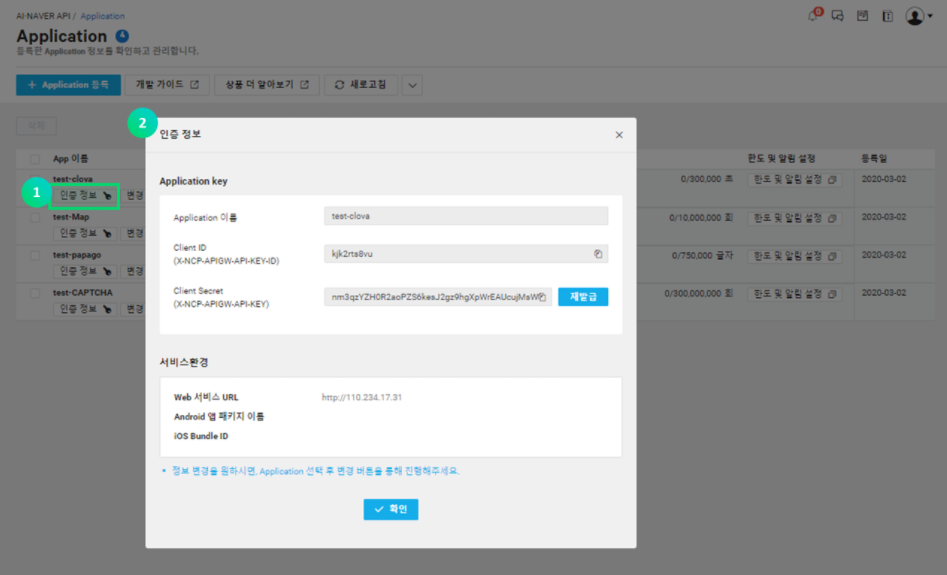 AI·NAVER API / Application
Application 4
등록한 Application 정보를 확인하고 관리합니다.
+ Application 등록 개발 가이드 상품 더 알아보기 새로고침
삭제
2 인증 정보
App 이름 한도 및 알림 설정 등록일
Application key
test-clova 0/300,000 초 한도 및 알림 설정 2020-03-02
1 인증 정보 변경
Application 이름 test-clova
test-Map 0/10,000,000 회 한도 및 알림 설정 2020-03-02
인증 정보 변경
Client ID
(X-NCP-APIGW-API-KEY-ID) kjk2rts8vu
test-papago 0/750,000 글자 한도 및 알림 설정 2020-03-02
인증 정보 변경
Client Secret
(X-NCP-APIGW-API-KEY) 재발급
test-CAPTCHA 0/300,000,000 회 한도 및 알림 설정 2020-03-02
인증 정보 변경
서비스환경
Web 서비스 URL http://110.234.17.31
Android 앱 패키지 이름
iOS Bundle ID
• 정보 변경을 원하시면, Application 선택 후 변경 버튼을 통해 진행해주세요.
확인